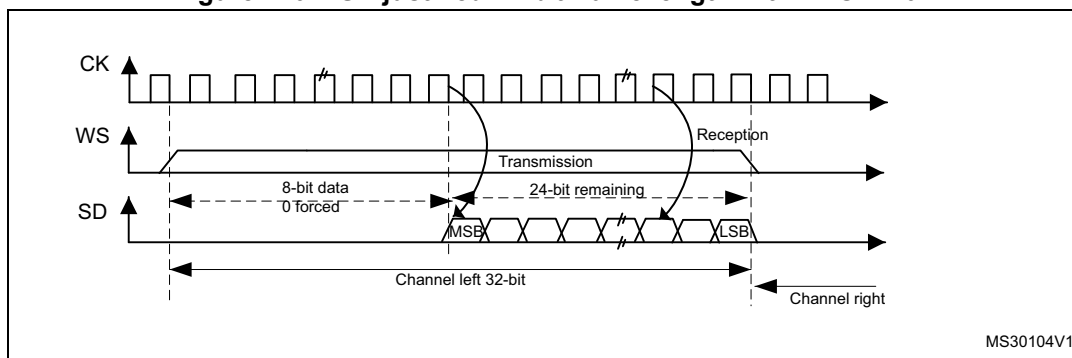 CK
WS
Reception
Transmission
8-bit data
0 forced
24-bit remaining
SD
MSB
LSB
Channel left 32-bit
Channel right
MS30104V1